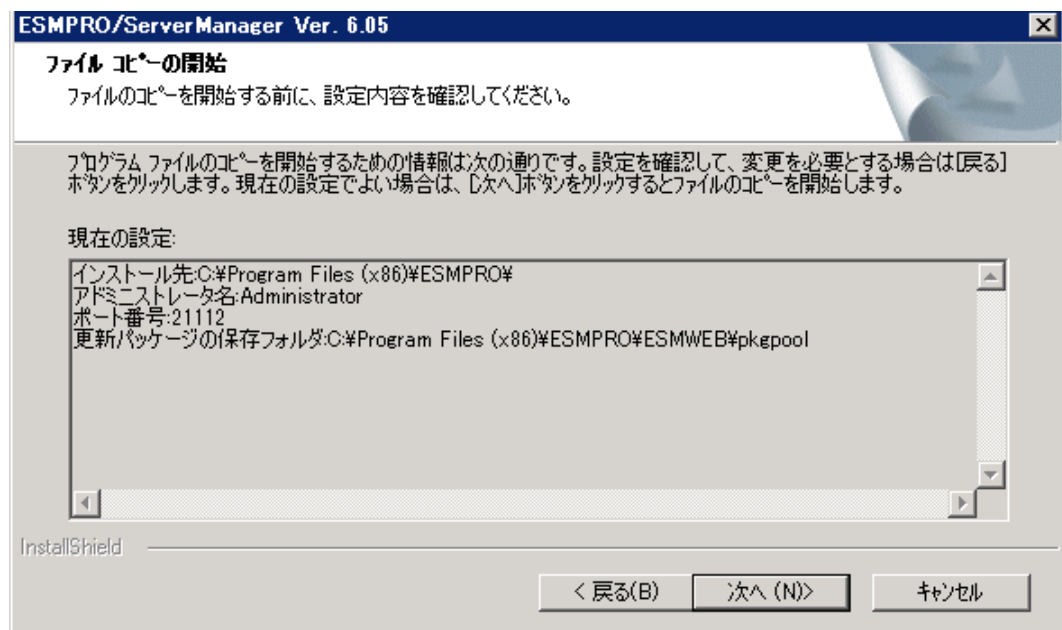 ESMPRO/ServerManager Ver. 6.05
ファイル コピーの開始
ファイルのコピーを開始する前に、設定内容を確認してください。
プログラム ファイルのコピーを開始するための情報は次の通りです。設定を確認して、変更を必要とする場合は[戻る]
ボタンをクリックします。現在の設定でよい場合は、[次へ]ボタンをクリックするとファイルのコピーを開始します。
現在の設定:
インストール先:C:¥Program Files (x86)¥ESMPRO¥
アドミニストレータ名:Administrator
ポート番号:21112
更新パッケージの保存フォルダ:C:¥Program Files (x86)¥ESMPRO¥ESMWEB¥pkgpool
InstallShield
< 戻る(B) 次へ (N)> キャンセル